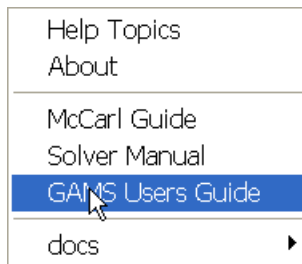 Help Topics
About
McCarl Guide
Solver Manual
GAMS Users Guide
docs